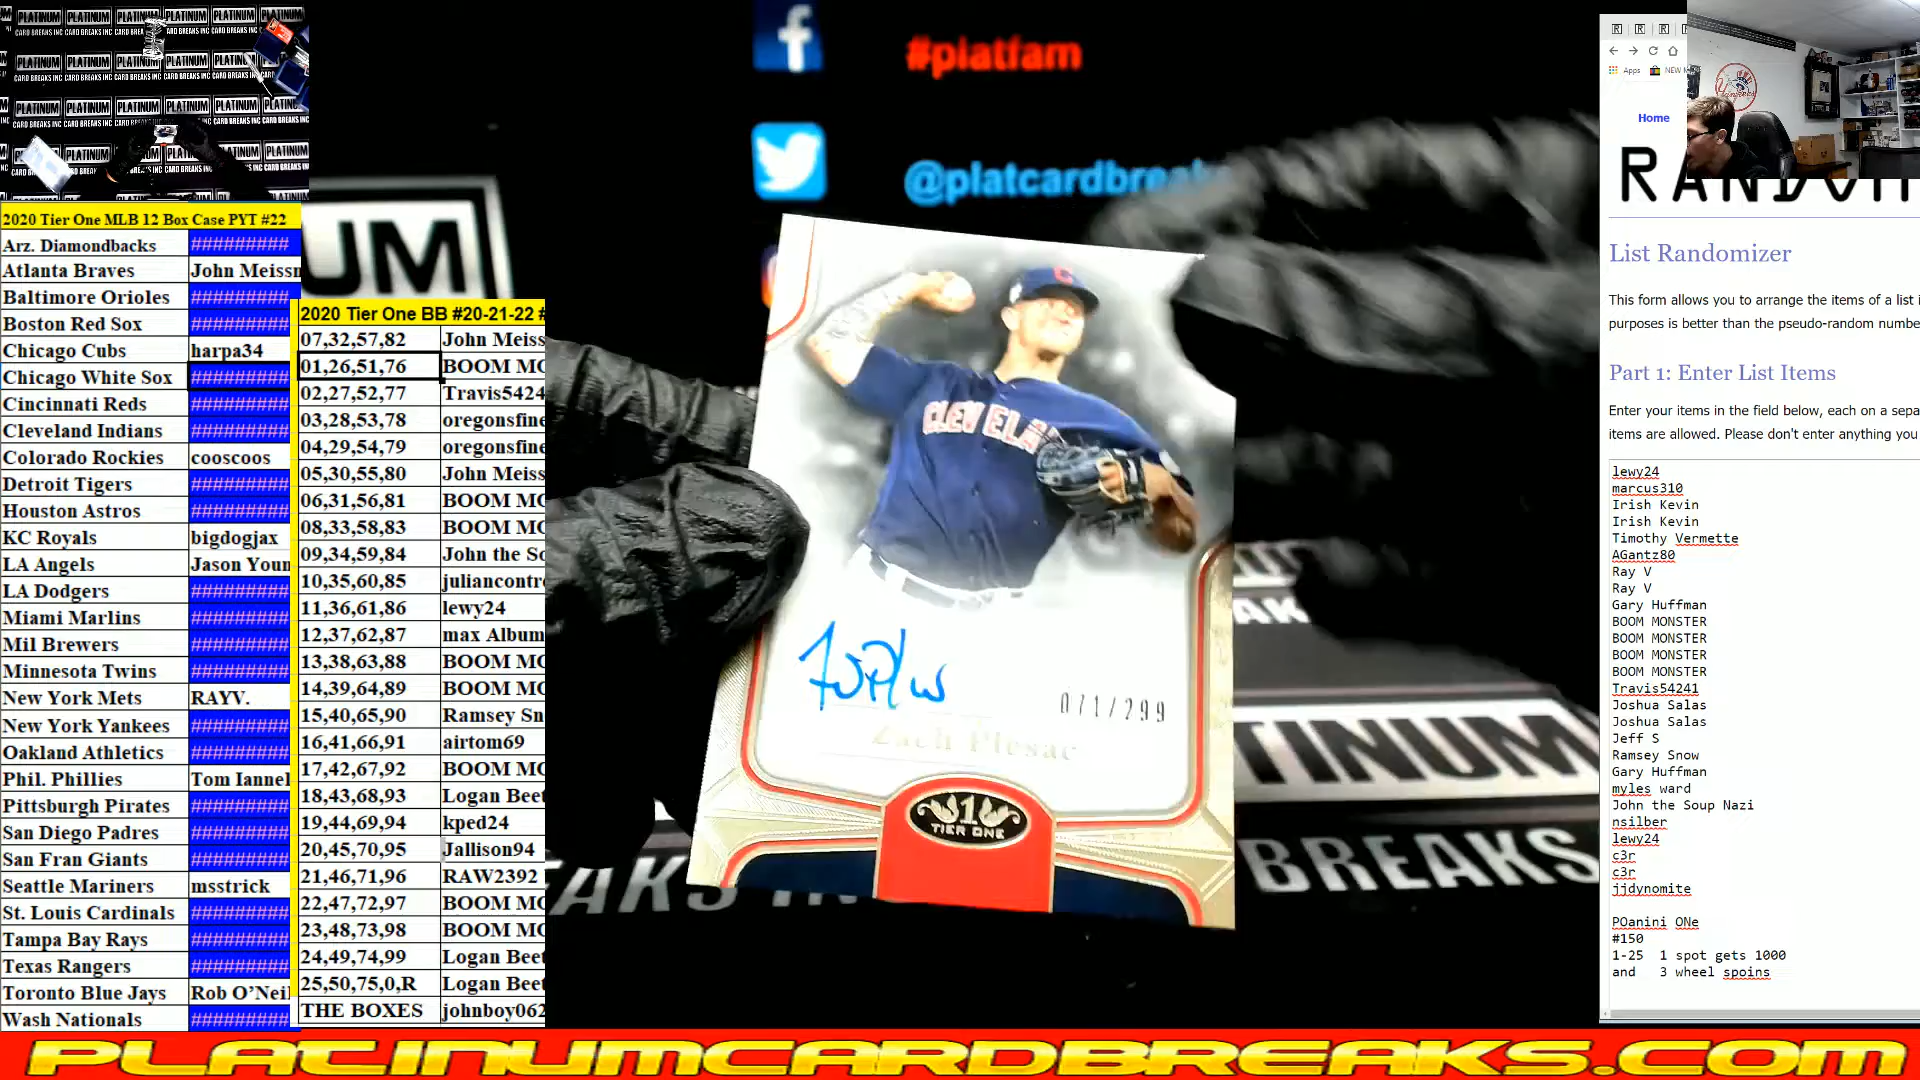 2020 Tier One MLB 12 Box Case PYT #22
Arz. Diamondbacks #########
Atlanta Braves John Meissn
Baltimore Orioles #########
Boston Red Sox #########
Chicago Cubs harpa34
Chicago White Sox #########
Cincinnati Reds #########
Cleveland Indians #########
Colorado Rockies cooscoos
Detroit Tigers #########
Houston Astros #########
KC Royals bigdogjax
LA Angels Jason Youn
LA Dodgers #########
Miami Marlins #########
Mil Brewers #########
Minnesota Twins #########
New York Mets RAYV.
New York Yankees #########
Oakland Athletics #########
Phil. Phillies Tom Iannel
Pittsburgh Pirates #########
San Diego Padres #########
San Fran Giants #########
Seattle Mariners msstrick
St. Louis Cardinals #########
Tampa Bay Rays #########
Texas Rangers #########
Toronto Blue Jays Rob O'Neil
Wash Nationals #########
2020 Tier One BB #20-21-22 #
07,32,57,82 John Meiss
01,26,51,76 BOOM MO
02,27,52,77 Travis5424
03,28,53,78 oregonsfine
04,29,54,79 oregonsfine
05,30,55,80 John Meiss
06,31,56,81 BOOM MO
08,33,58,83 BOOM MO
09,34,59,84 John the So
10,35,60,85 juliancontr
11,36,61,86 lewy24
12,37,62,87 max Album
13,38,63,88 BOOM MO
14,39,64,89 BOOM MO
15,40,65,90 Ramsey Sn
16,41,66,91 airtom69
17,42,67,92 BOOM MO
18,43,68,93 Logan Beet
19,44,69,94 kped24
20,45,70,95 Jallison94
21,46,71,96 RAW2392
22,47,72,97 BOOM MO
23,48,73,98 BOOM MO
24,49,74,99 Logan Beet
25,50,75,0,R Logan Beet
THE BOXES johnboy062
#platfam
@platcardbreaks
CLEVELA
071/299
Zach Plesac
1
TIER ONE
TINUM
BREAKS
Apps NEW
Home
RANDOM
List Randomizer
This form allows you to arrange the items of a list i
purposes is better than the pseudo-random numbe
Part 1: Enter List Items
Enter your items in the field below, each on a sepa
items are allowed. Please don't enter anything you
lewy24
marcus310
Irish Kevin
Irish Kevin
Timothy Vermette
AGantz80
Ray V
Ray V
Gary Huffman
BOOM MONSTER
BOOM MONSTER
BOOM MONSTER
BOOM MONSTER
Travis54241
Joshua Salas
Joshua Salas
Jeff S
Ramsey Snow
Gary Huffman
myles ward
John the Soup Nazi
nsilber
lewy24
c3r
c3r
jjdynomite
POanini ONe
#150
1-25 1 spot gets 1000
and 3 wheel spoins
PLATINUMCARDBREAKS.COM